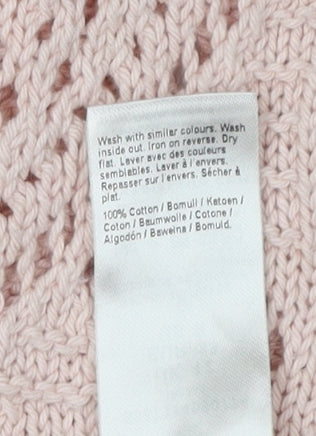 Wash with similar colours. Wash
inside out. Iron on reverse. Dry
flat. Laver avec des couleurs
semblables. Laver à l'envers.
Repasser sur l'envers. Sécher à
plat.
100% Cotton / Bomull / Katoen /
Coton / Baumwolle / Cotone /
Algodón / Bawełna / Bomuld.